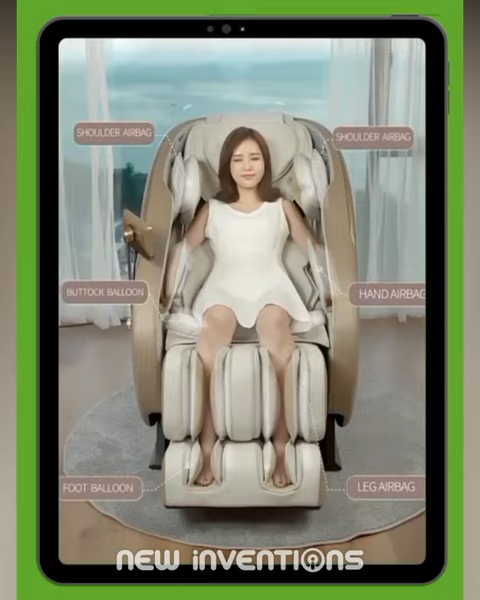 SHOULDER AIRBAG
SHOULDER AIRBAG
BUTTOCK BALLOON
HAND AIRBAG
FOOT BALLOON
LEG AIRBAG
NEW INVENTIONS